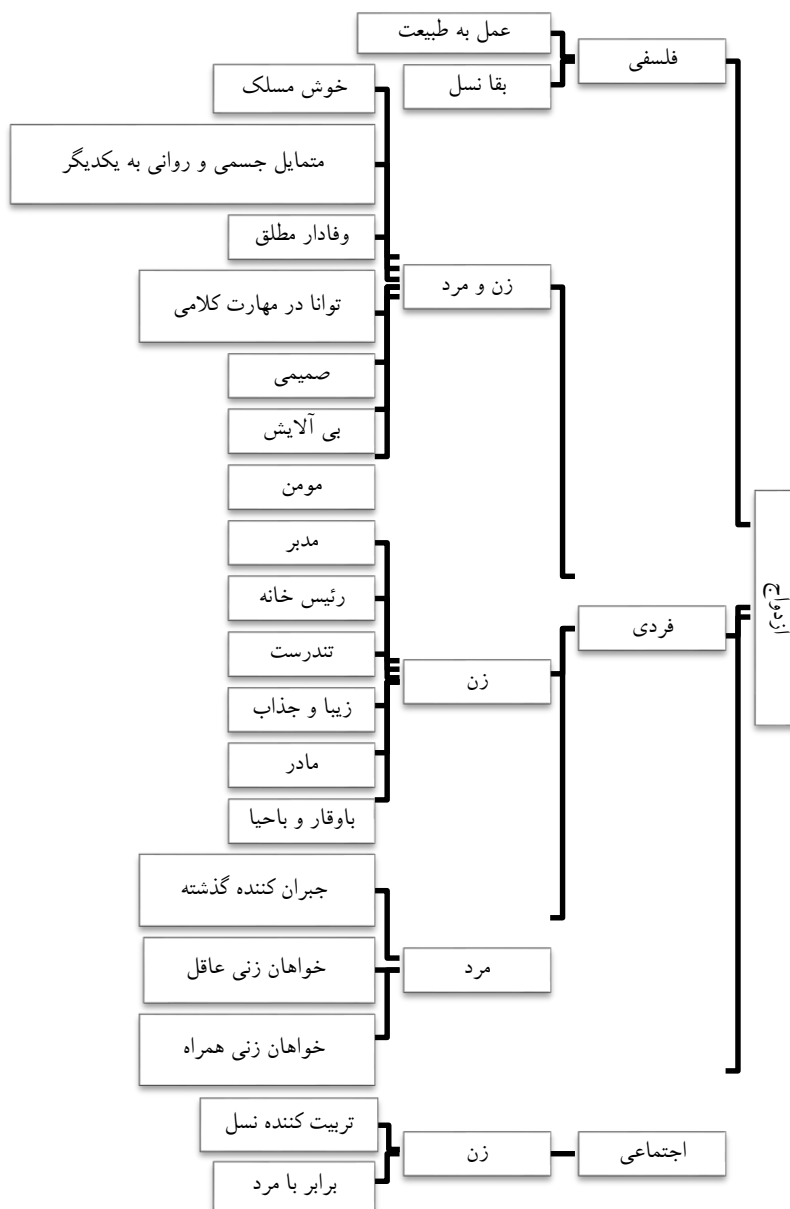 ازدواج
فلسفی
عمل به طبیعت
بقا نسل
فردی
زن و مرد
خوش مسلک
متمایل جسمی و روانی به یکدیگر
وفادار مطلق
توانا در مهارت کلامی
صمیمی
بی آلایش
مومن
زن
مدبر
رئیس خانه
تندرست
زیبا و جذاب
مادر
باوقار و باحیا
مرد
جبران کننده گذشته
خواهان زنی عاقل
خواهان زنی همراه
اجتماعی
زن
تربیت کننده نسل
برابر با مرد